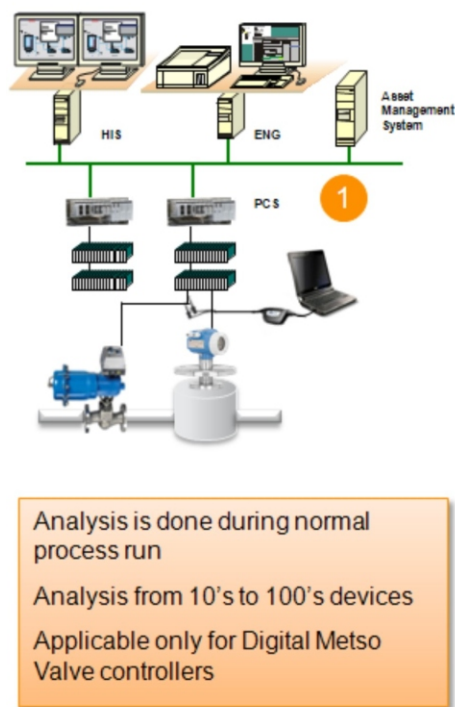 HIS
ENG
Asset
Management
System
PCS
1
Analysis is done during normal
process run
Analysis from 10's to 100's devices
Applicable only for Digital Metso
Valve controllers